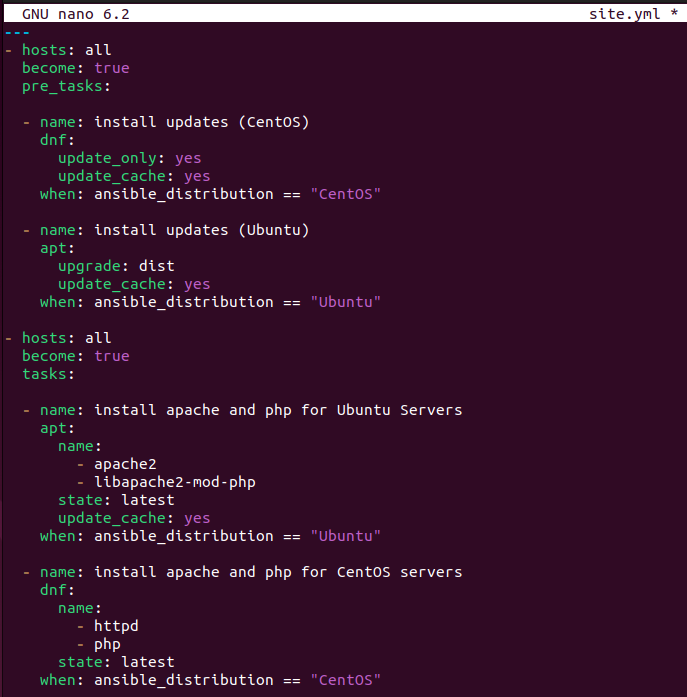 GNU nano 6.2 site.yml *
---
- hosts: all
  become: true
  pre_tasks:

  - name: install updates (CentOS)
    dnf:
      update_only: yes
      update_cache: yes
    when: ansible_distribution == "CentOS"

  - name: install updates (Ubuntu)
    apt:
      upgrade: dist
      update_cache: yes
    when: ansible_distribution == "Ubuntu"

- hosts: all
  become: true
  tasks:

  - name: install apache and php for Ubuntu Servers
    apt:
      name:
        - apache2
        - libapache2-mod-php
      state: latest
      update_cache: yes
    when: ansible_distribution == "Ubuntu"

  - name: install apache and php for CentOS servers
    dnf:
      name:
        - httpd
        - php
      state: latest
    when: ansible_distribution == "CentOS"